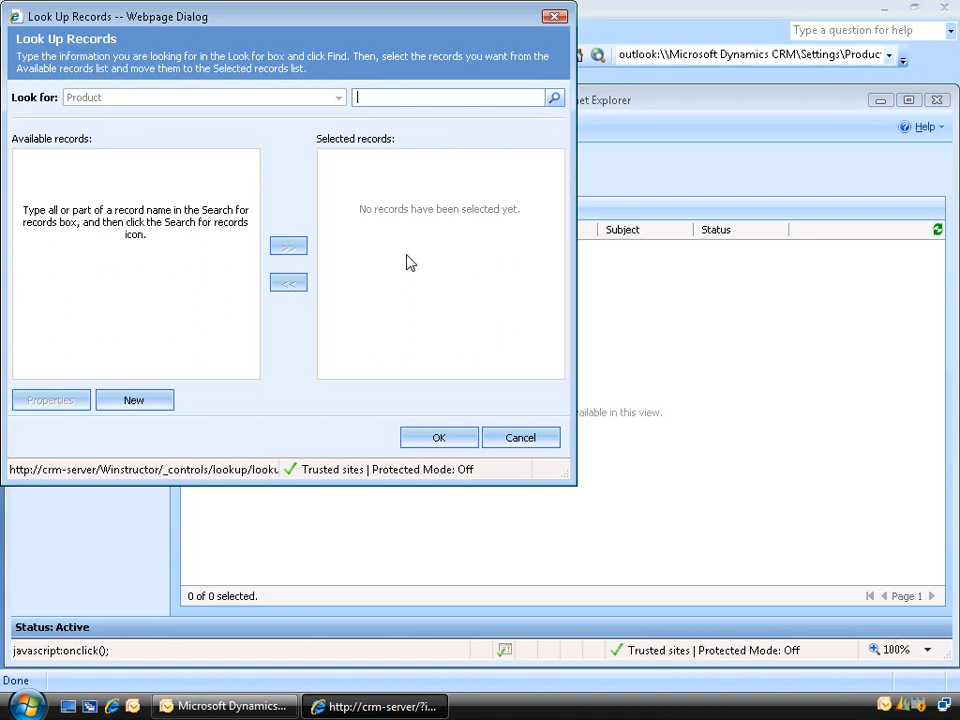 Look Up Records -- Webpage Dialog
Look Up Records
Type the information you are looking for in the Look for box and click Find. Then, select the records you want from the
Available records list and move them to the Selected records list.
Look for: Product
Available records:
Selected records:
Type all or part of a record name in the Search for
records box, and then click the Search for records
icon.
No records have been selected yet.
>>
<<
Properties
New
OK
Cancel
http://crm-server/Winstructor/_controls/lookup/looku
Trusted sites | Protected Mode: Off
Type a question for help
outlook:\\Microsoft Dynamics CRM\Settings\Produc
net Explorer
Help
Subject
Status
ailable in this view.
0 of 0 selected.
Page 1
Status: Active
javascript:onclick();
Trusted sites | Protected Mode: Off
100%
Done
Microsoft Dynamics...
http://crm-server/?i...